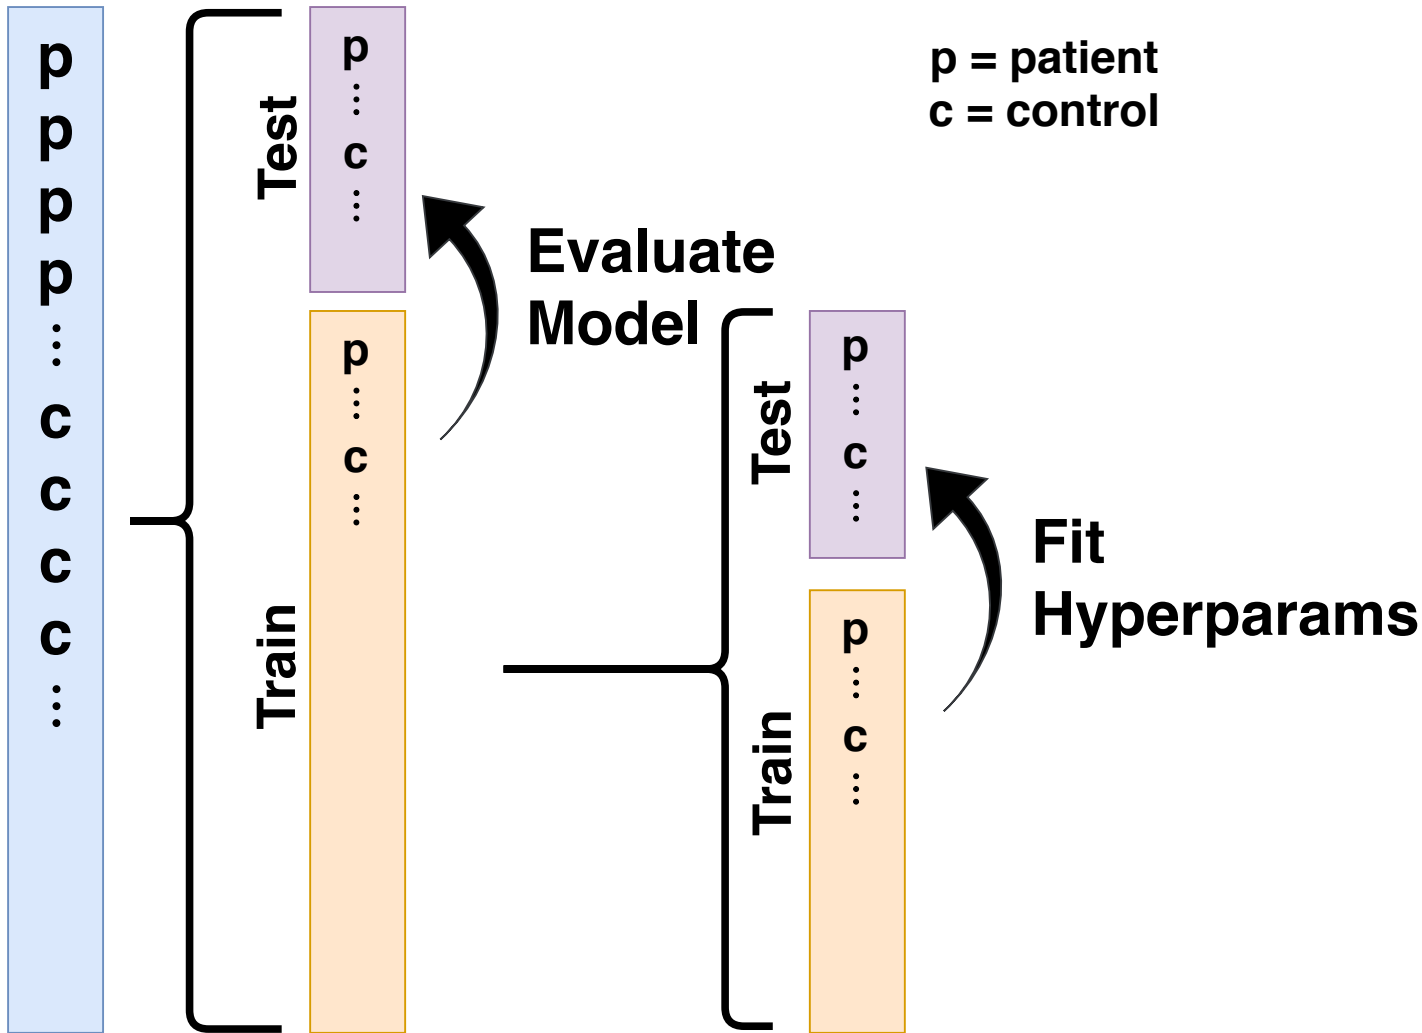 p
p
p
p
...
c
c
c
c
...
Test
p
...
c
...
Train
p
...
c
...
Evaluate
Model
p = patient
c = control
Test
p
...
c
...
Train
p
...
c
...
Fit
Hyperparams